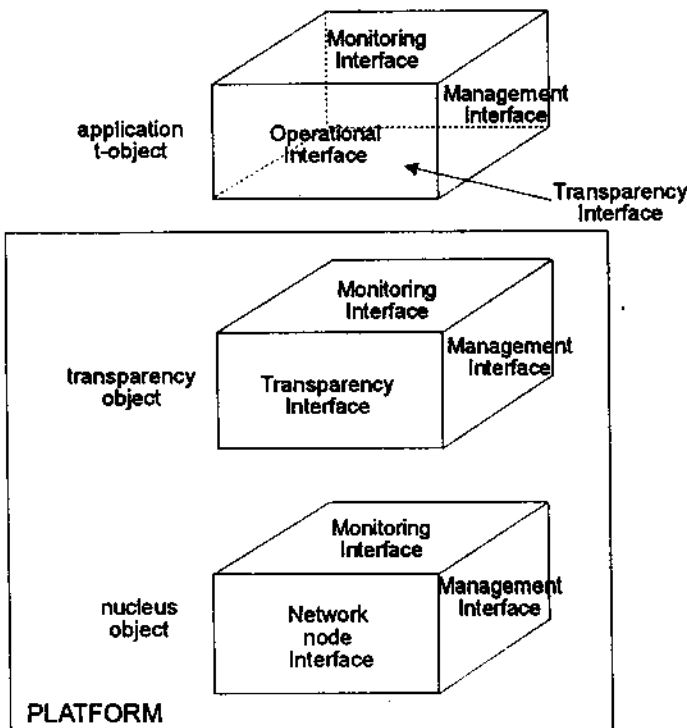 Monitoring
Interface
Management
Interface
application
t-object
Operational
Interface
Transparency
Interface
Monitoring
Interface
Management
Interface
transparency
object
Transparency
Interface
Monitoring
Interface
Management
Interface
nucleus
object
Network
node
Interface
PLATFORM